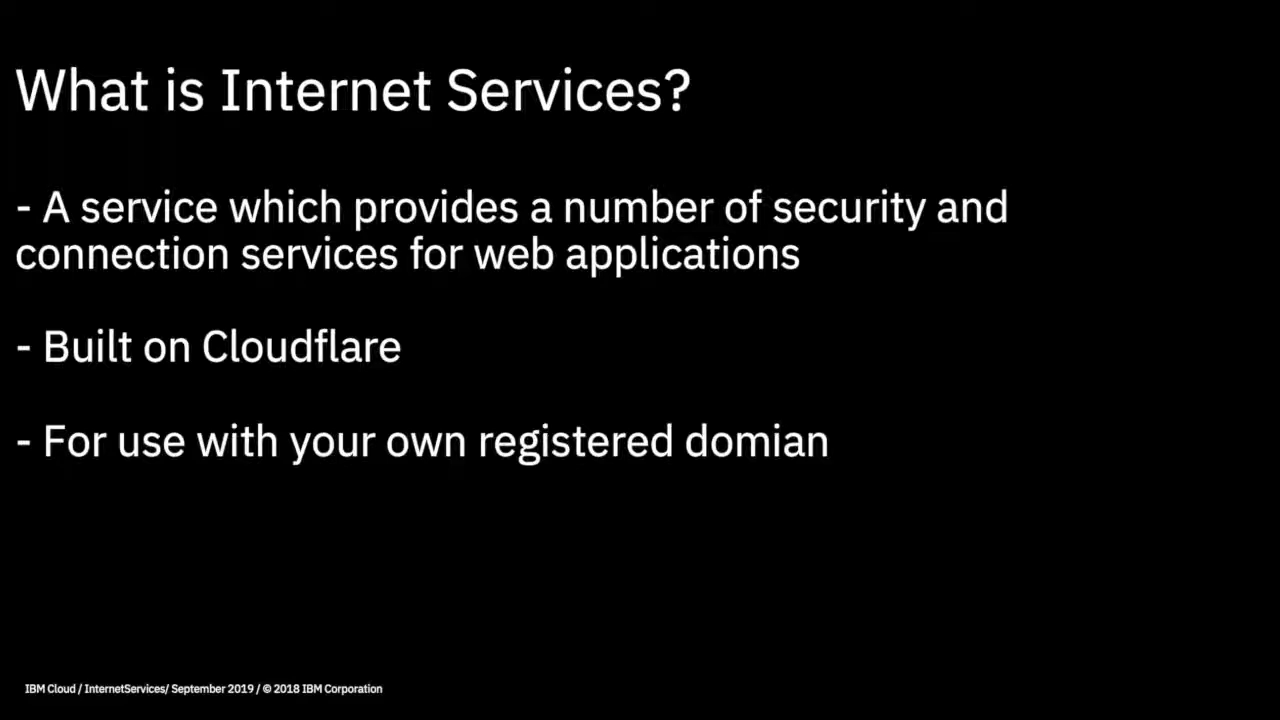 What is Internet Services?
- A service which provides a number of security and
connection services for web applications
- Built on Cloudflare
- For use with your own registered domian
IBM Cloud / InternetServices/ September 2019 / © 2018 IBM Corporation